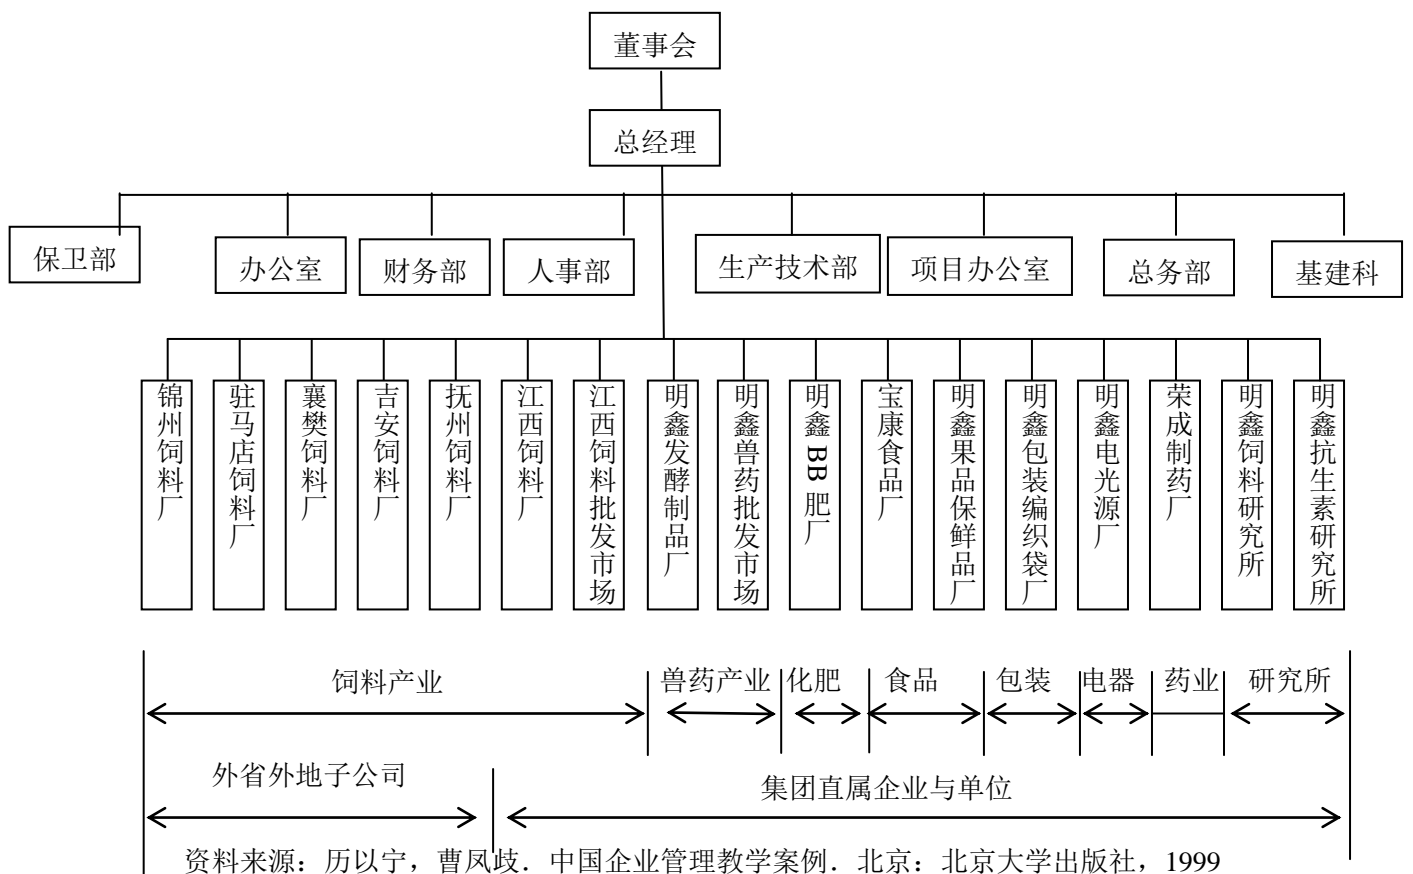 董事会
总经理
保卫部
办公室
财务部
人事部
生产技术部
项目办公室
总务部
基建科
锦州饲料厂
驻马店饲料厂
襄樊饲料厂
吉安饲料厂
抚州饲料厂
江西饲料厂
江西饲料批发市场
明鑫发酵制品厂
明鑫兽药批发市场
明鑫BB肥厂
宝康食品厂
明鑫果品保鲜品厂
明鑫包装编织袋厂
明鑫电光源厂
荣成制药厂
明鑫饲料研究所
明鑫抗生素研究所
饲料产业
兽药产业
化肥
食品
包装
电器
药业
研究所
外省外地子公司
集团直属企业与单位
资料来源：历以宁，曹凤歧．中国企业管理教学案例．北京：北京大学出版社，1999